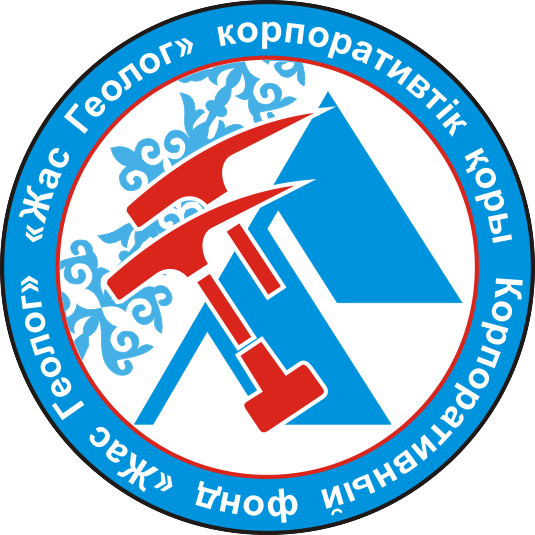 «Жас Геолог» корпоративтік қоры
Корпоративный фонд «Жас Геолог»